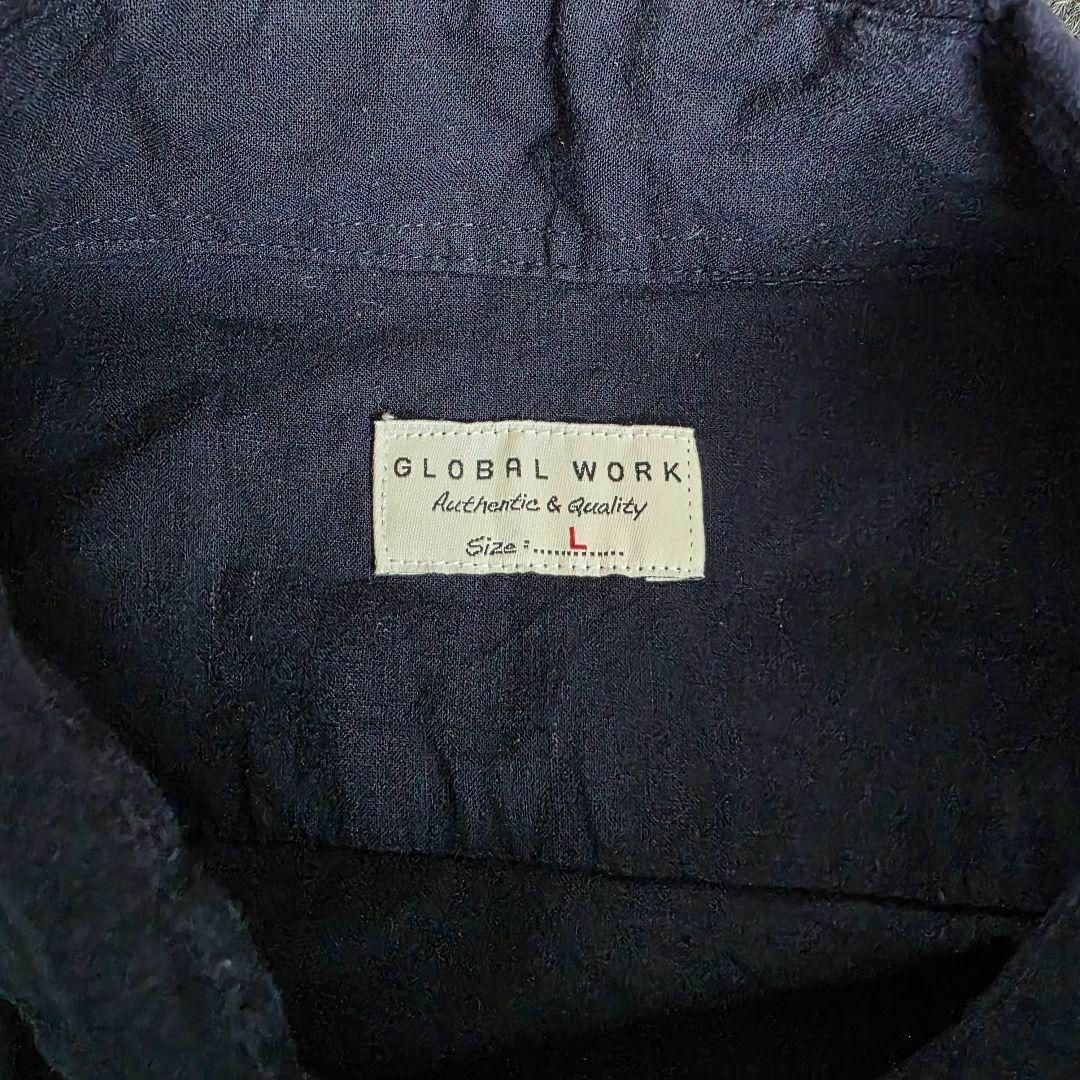 GLOBAL WORK
Authentic & Quality
Size:.......L......